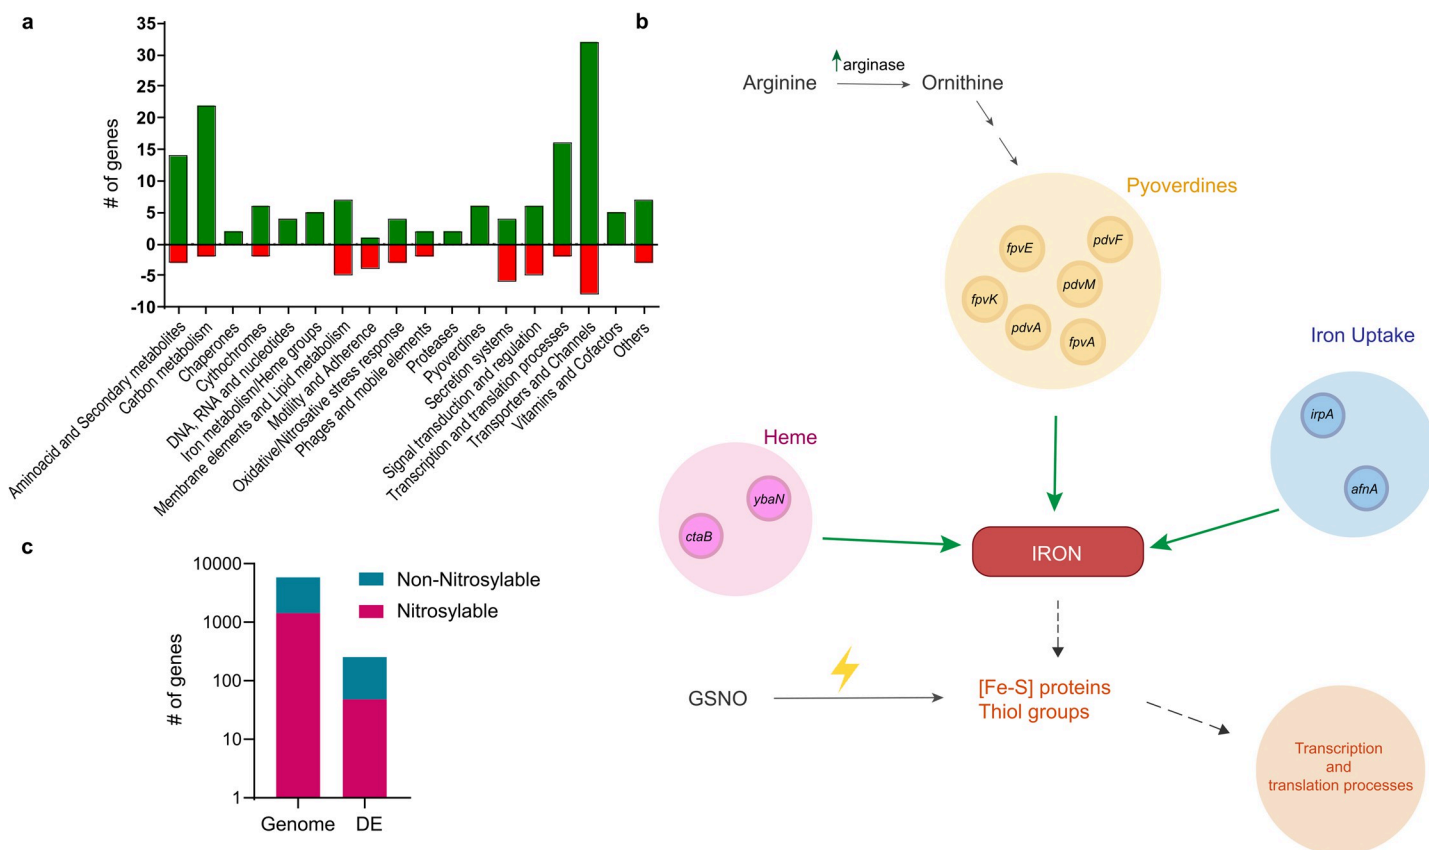 a
35
30
25
20
15
10
5
0
-5
-10
# of genes
Aminoacid and Secondary metabolites
Carbon metabolism
Chaperones
Cythochromes
DNA, RNA and nucleotides
Iron metabolism/Heme groups
Membrane elements and Lipid metabolism
Motility and Adherence
Oxidative/Nitrosative stress response
Phages and mobile elements
Proteases
Pyoverdines
Secretion systems
Signal transduction and regulation
Transcription and translation processes
Transporters and Channels
Vitamins and Cofactors
Others
b
Arginine
arginase
Ornithine
Pyoverdines
fpvE
pdvF
pdvM
fpvK
pdvA
fpvA
Iron Uptake
irpA
afnA
Heme
ybaN
ctaB
IRON
GSNO
[Fe-S] proteins
Thiol groups
Transcription
and
translation processes
c
10000
1000
100
10
1
# of genes
Non-Nitrosylable
Nitrosylable
Genome
DE